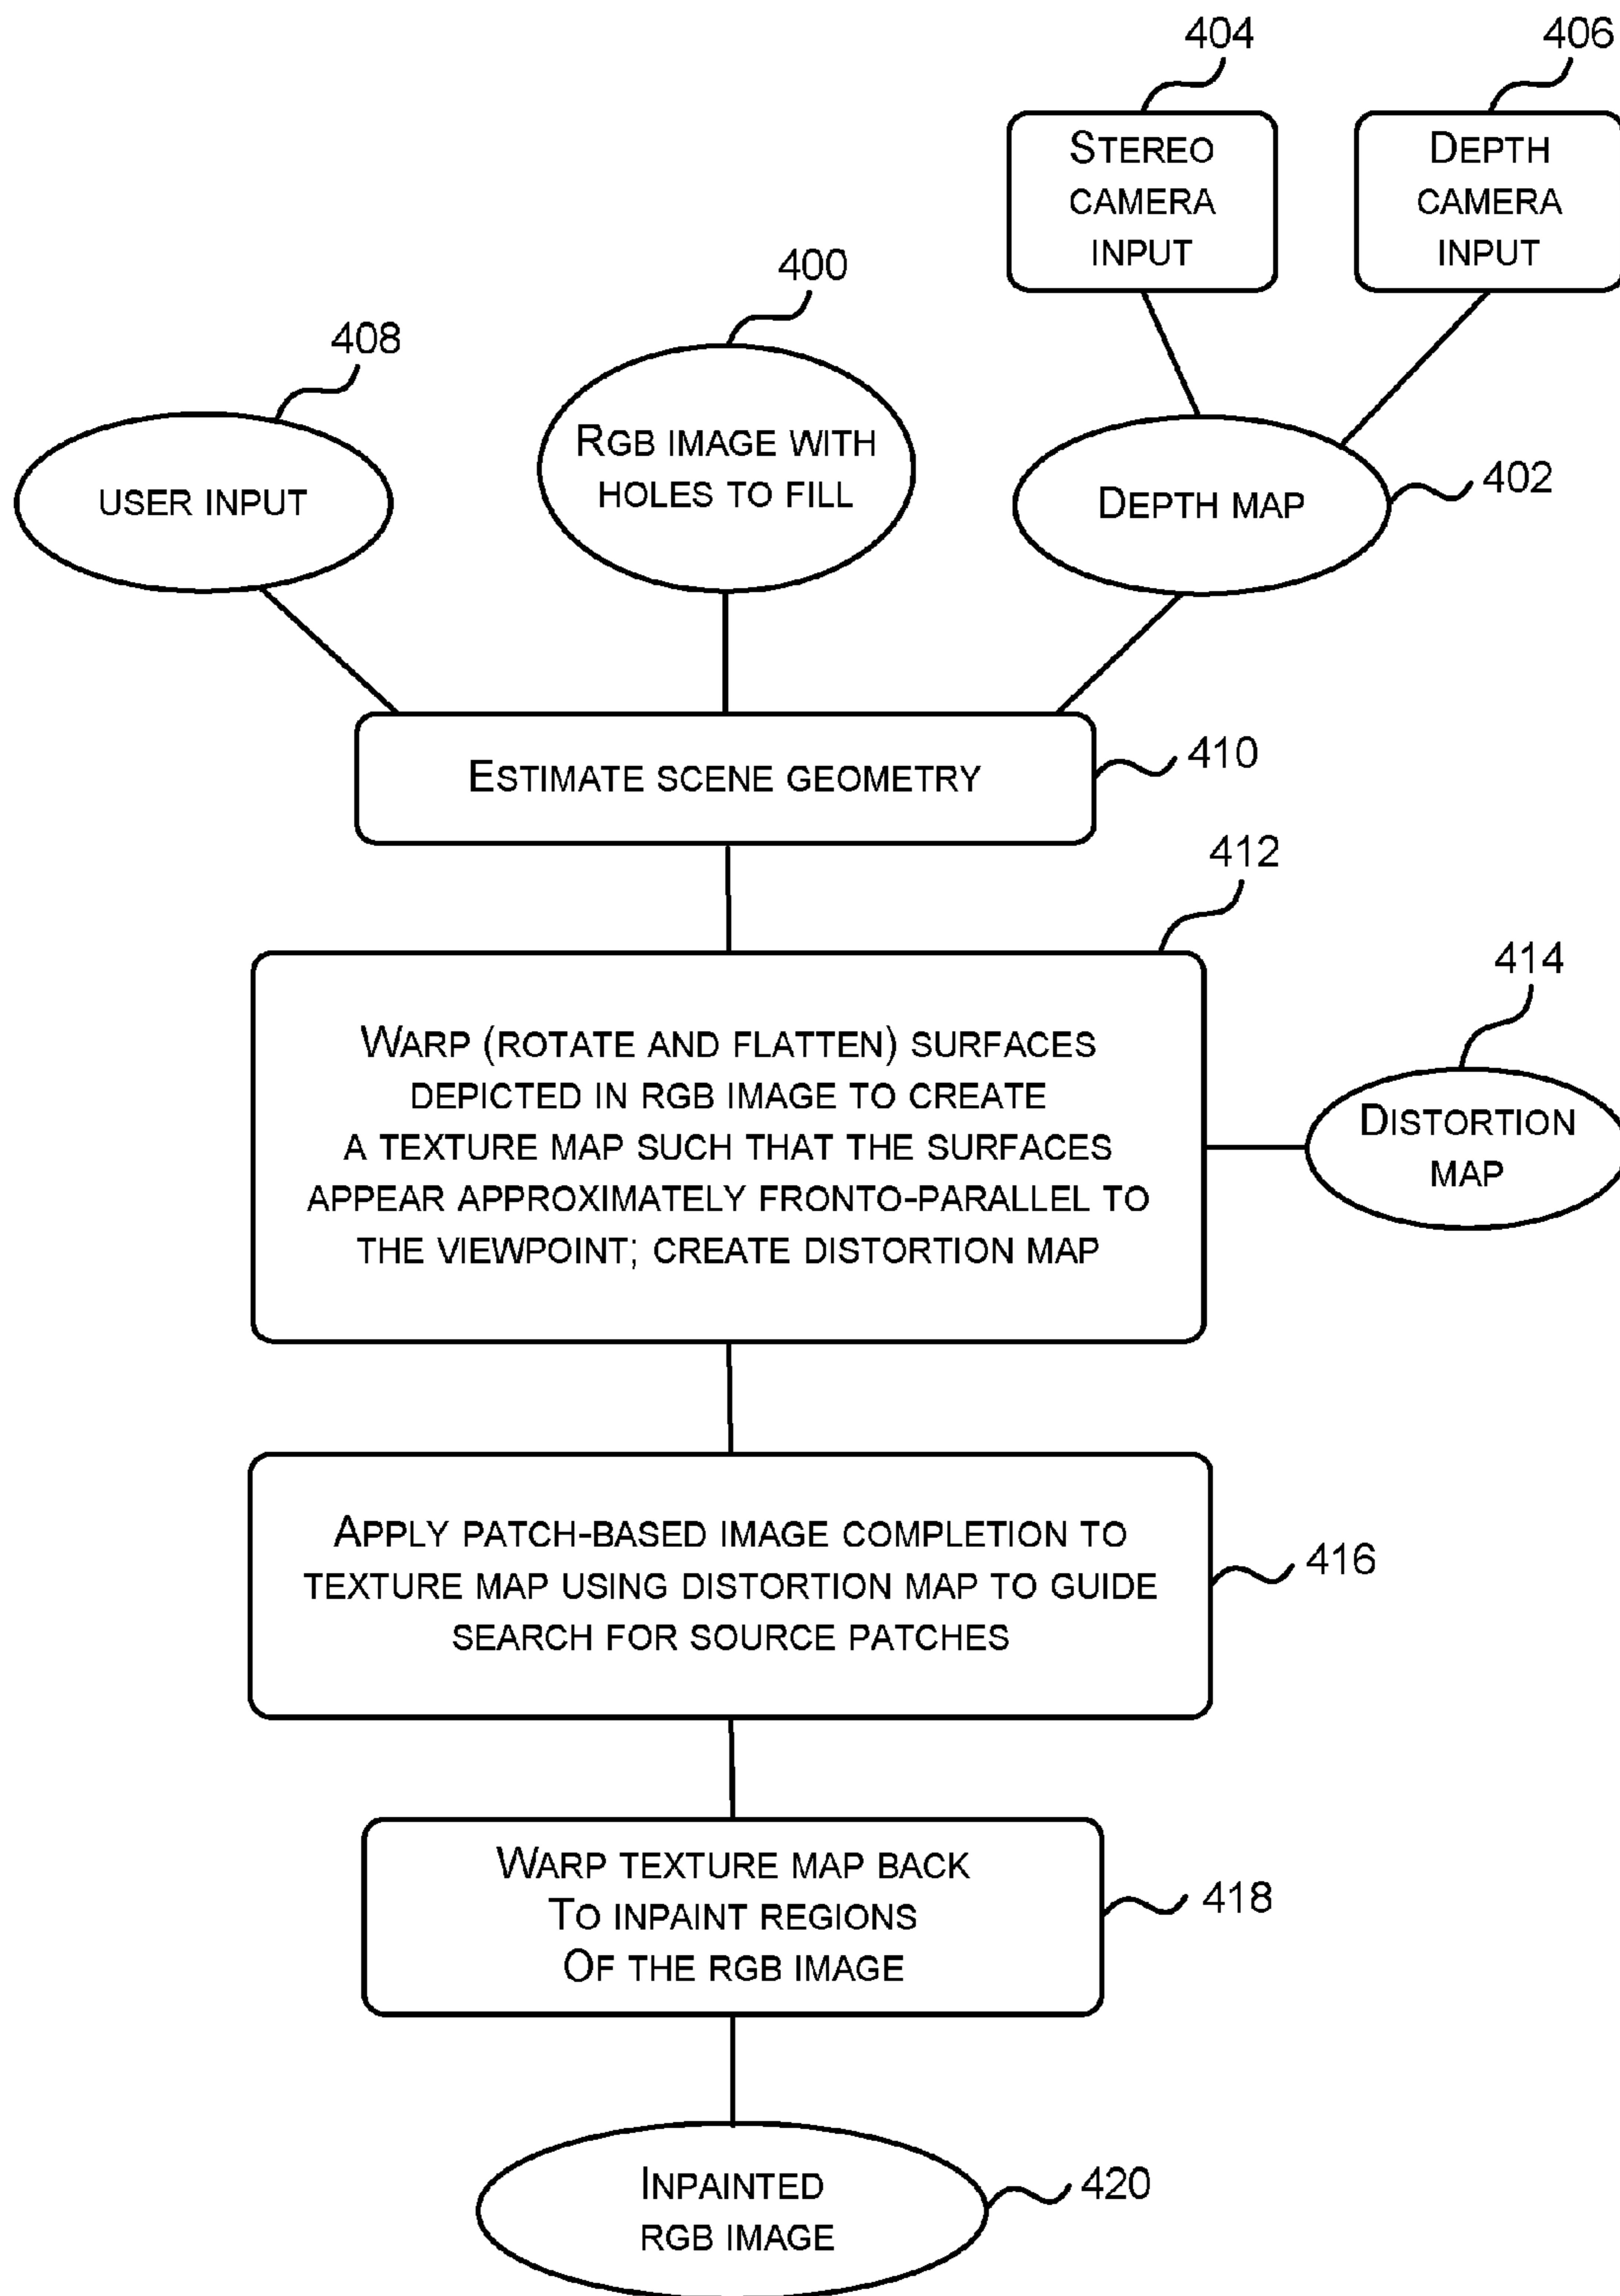 404
406
STEREO
CAMERA
INPUT
DEPTH
CAMERA
INPUT
400
408
RGB IMAGE WITH
HOLES TO FILL
USER INPUT
DEPTH MAP
402
ESTIMATE SCENE GEOMETRY
410
412
414
WARP (ROTATE AND FLATTEN) SURFACES
DEPICTED IN RGB IMAGE TO CREATE
A TEXTURE MAP SUCH THAT THE SURFACES
APPEAR APPROXIMATELY FRONTO-PARALLEL TO
THE VIEWPOINT; CREATE DISTORTION MAP
DISTORTION
MAP
APPLY PATCH-BASED IMAGE COMPLETION TO
TEXTURE MAP USING DISTORTION MAP TO GUIDE
SEARCH FOR SOURCE PATCHES
416
WARP TEXTURE MAP BACK
TO INPAINT REGIONS
OF THE RGB IMAGE
418
INPAINTED
RGB IMAGE
420